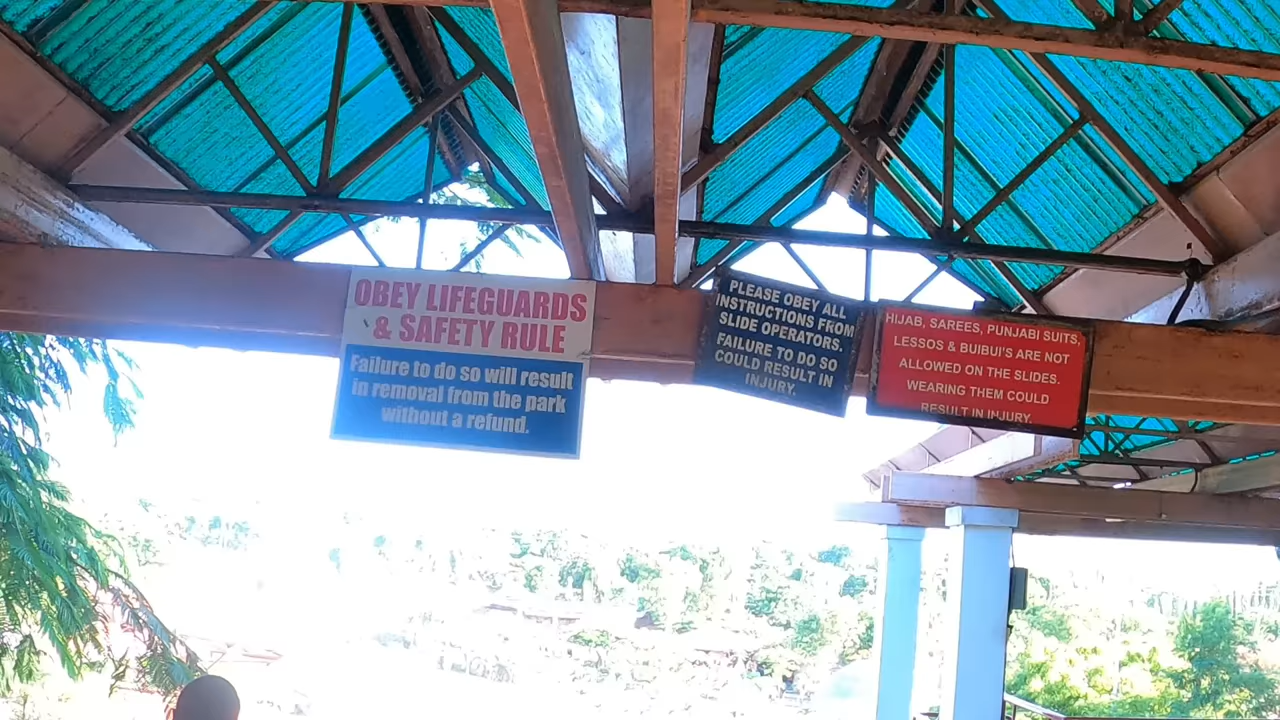 OBEY LIFEGUARDS
& SAFETY RULE
Failure to do so will result
in removal from the park
without a refund.
PLEASE OBEY ALL
INSTRUCTIONS FROM
SLIDE OPERATORS.
FAILURE TO DO SO
COULD RESULT IN
INJURY.
HIJAB, SAREES, PUNJABI SUITS,
LESSOS & BUIBUI'S ARE NOT
ALLOWED ON THE SLIDES.
WEARING THEM COULD
RESULT IN INJURY.